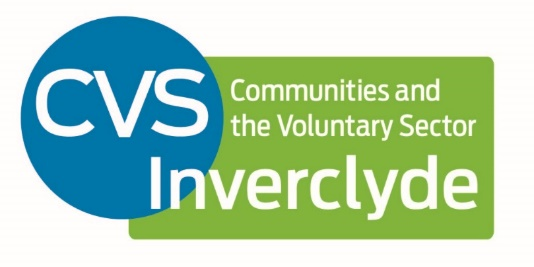 CVS
Communities and
the Voluntary Sector
Inverclyde